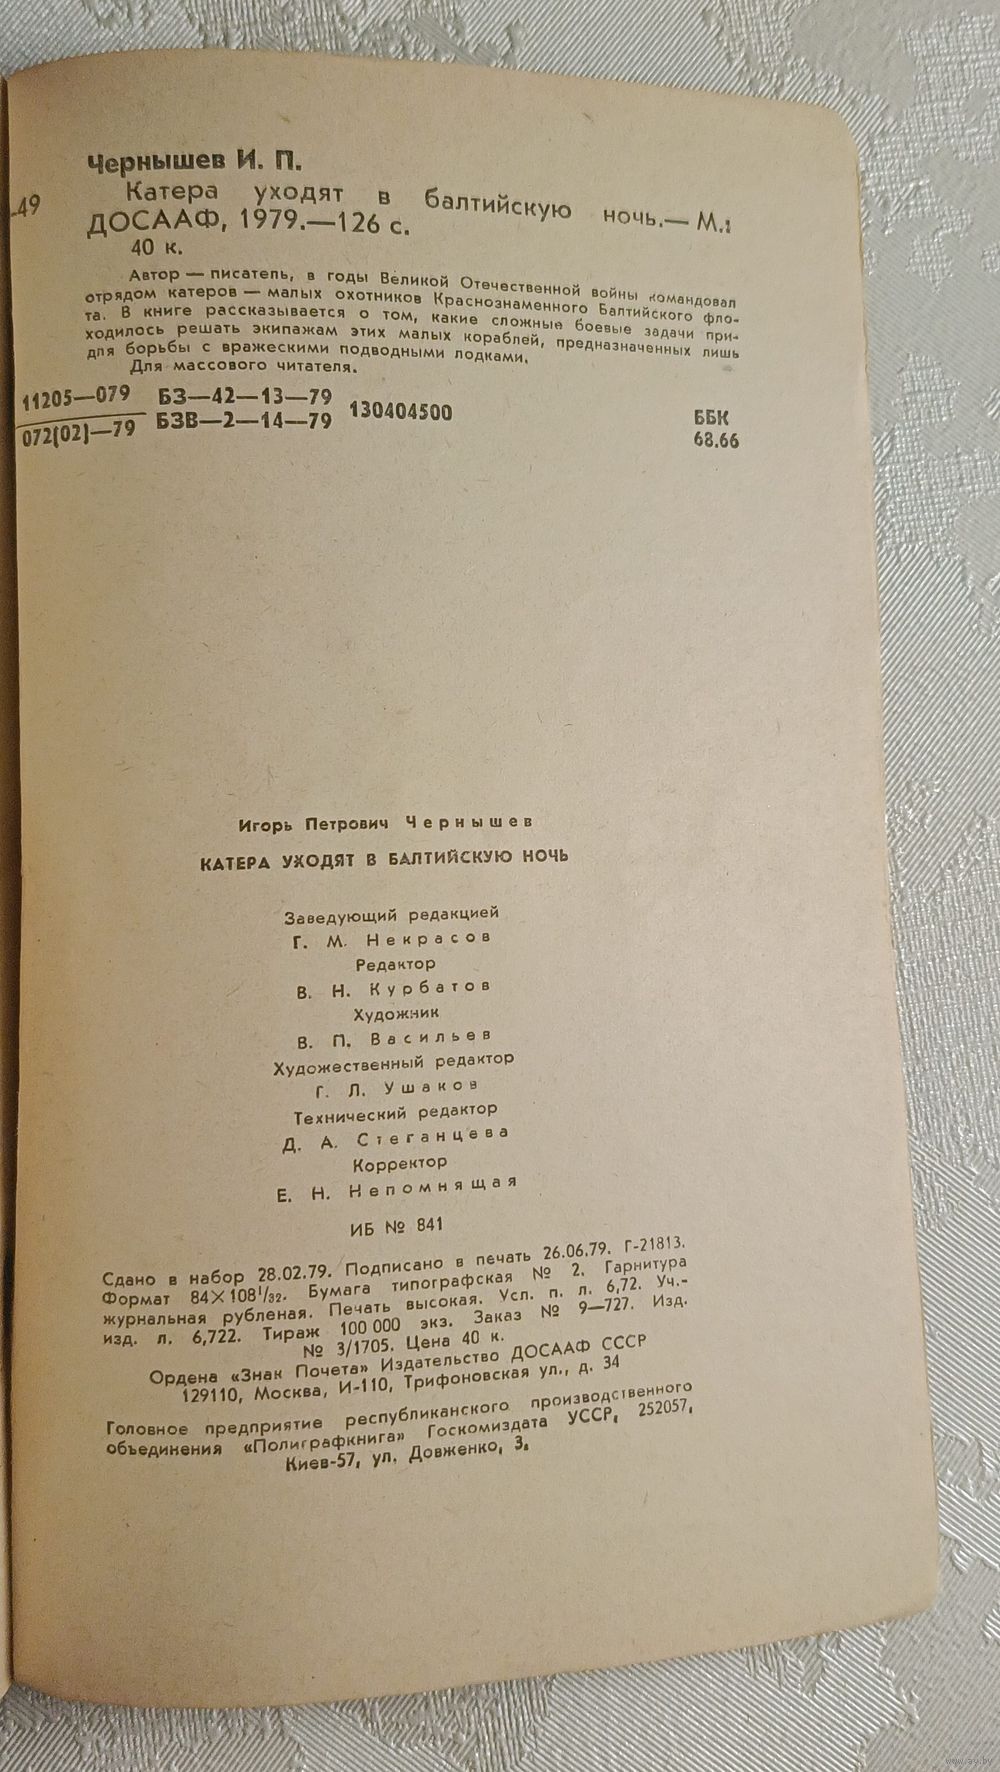 Чернышев И. П.
-49
Катера уходят в балтийскую ночь.— М.:
ДОСААФ, 1979.—126 с.
40 к.
Автор — писатель, в годы Великой Отечественной войны командовал
отрядом катеров — малых охотников Краснознаменного Балтийского фло-
та. В книге рассказывается о том, какие сложные боевые задачи при-
ходилось решать экипажам этих малых кораблей, предназначенных лишь
для борьбы с вражескими подводными лодками.
Для массового читателя.
11205—079
072(02)—79
БЗ—42—13—79
БЗВ—2—14—79
130404500
ББК
68.66
Игорь Петрович Чернышев
КАТЕРА УХОДЯТ В БАЛТИЙСКУЮ НОЧЬ
Заведующий редакцией
Г. М. Некрасов
Редактор
В. Н. Курбатов
Художник
В. П. Васильев
Художественный редактор
Г. Л. Ушаков
Технический редактор
Д. А. Стеганцева
Корректор
Е. Н. Непомнящая
ИБ № 841
Сдано в набор 28.02.79. Подписано в печать 26.06.79. Г-21813.
Формат 84×108¹/₃₂. Бумага типографская № 2. Гарнитура
журнальная рубленая. Печать высокая. Усл. п. л. 6,72. Уч.-
изд. л. 6,722. Тираж 100 000 экз. Заказ № 9—727. Изд.
№ 3/1705. Цена 40 к.
Ордена «Знак Почета» Издательство ДОСААФ СССР
129110, Москва, И-110, Трифоновская ул., д. 34
Головное предприятие республиканского производственного
объединения «Полиграфкнига» Госкомиздата УССР, 252057,
Киев-57, ул. Довженко, 3.
www.ay.by